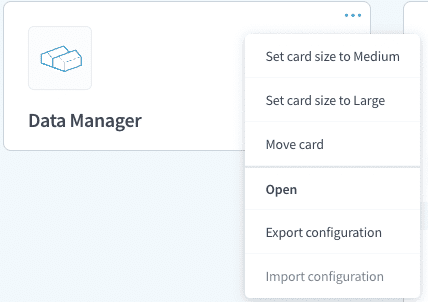 Data Manager
Set card size to Medium
Set card size to Large
Move card
Open
Export configuration
Import configuration